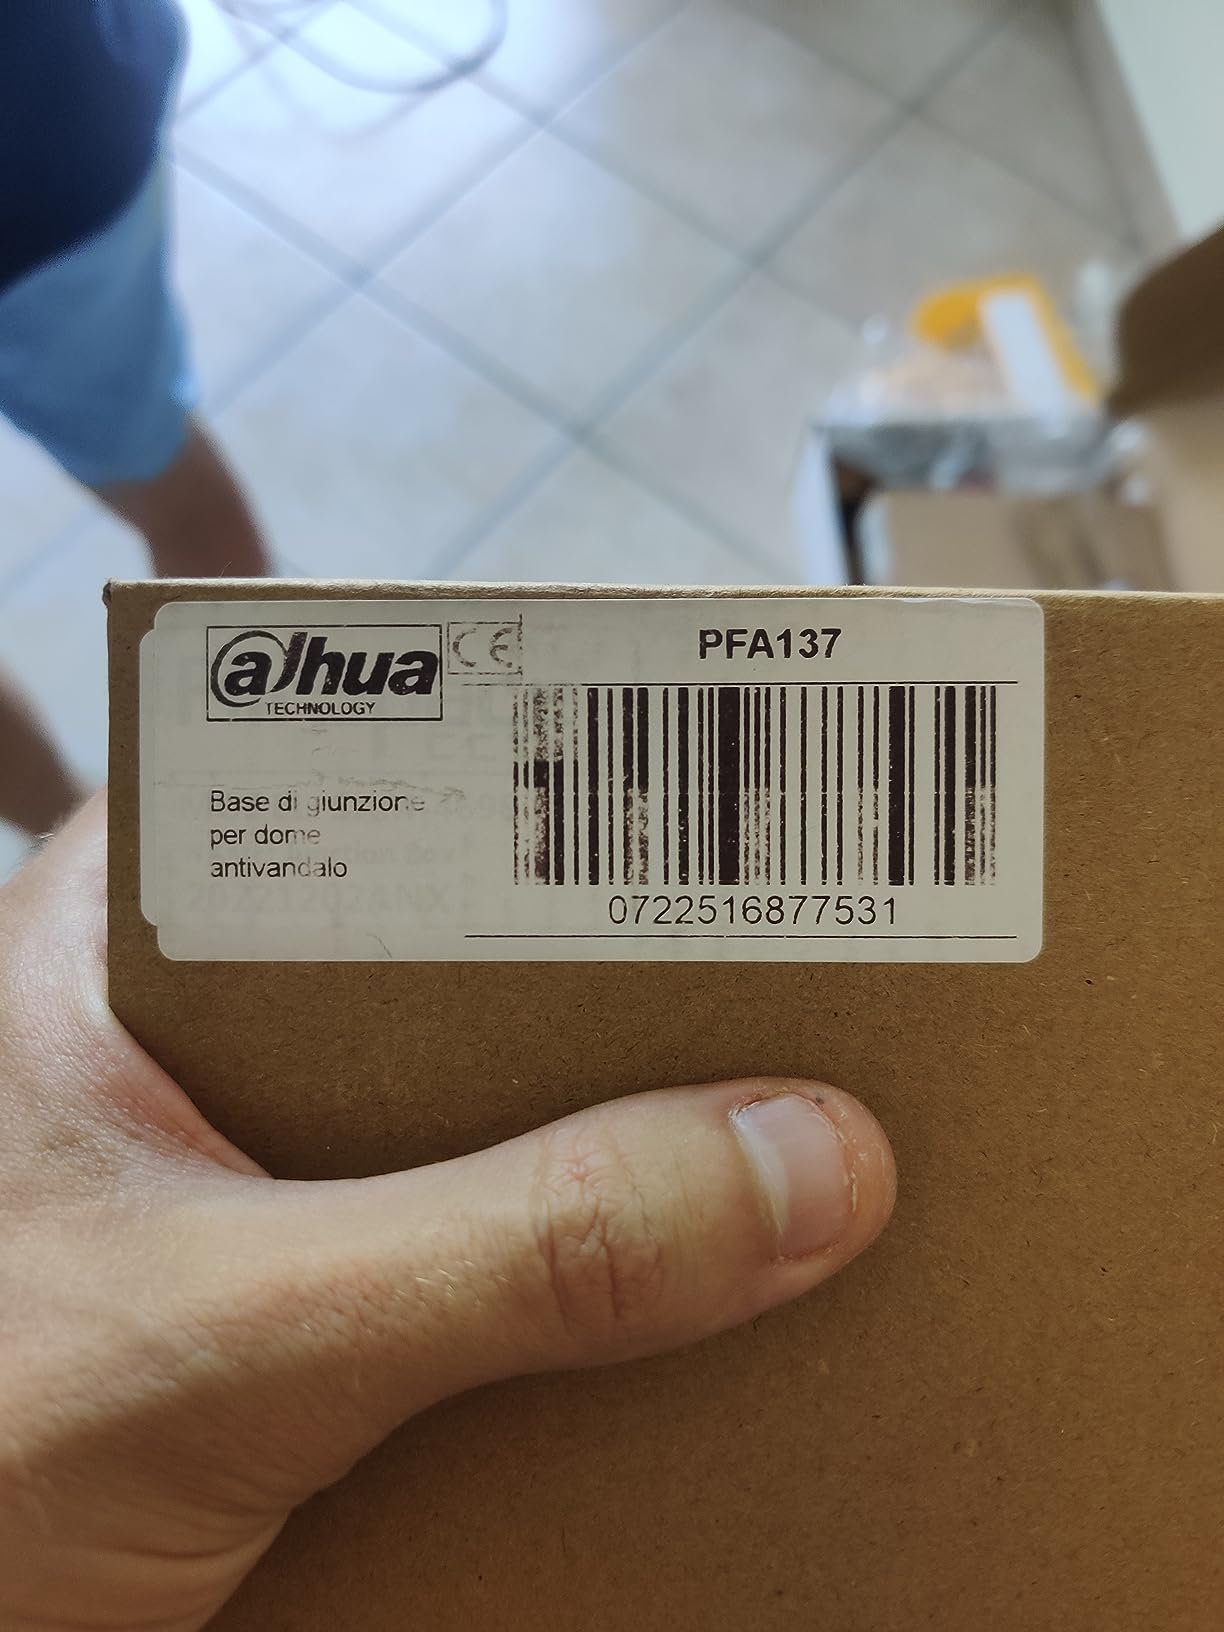 alhua
TECHNOLOGY
CE
PFA137
Base di giunzione
per dome
antivandalo
0722516877531